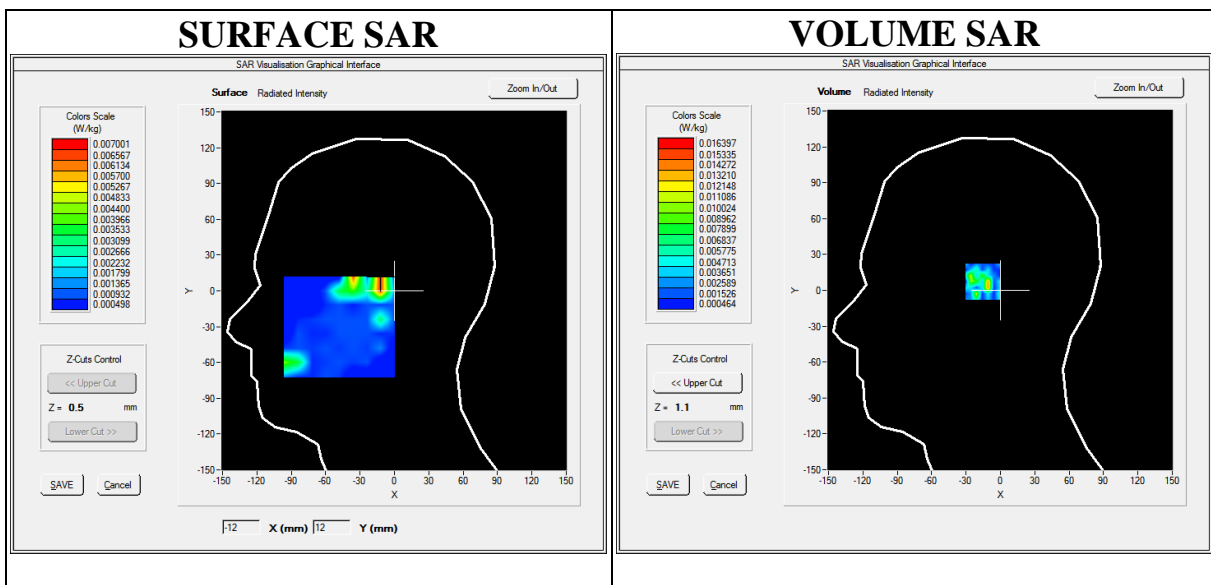 SURFACE SAR
SAR Visualisation Graphical Interface
Surface Radiated Intensity
Zoom In/Out
Colors Scale
(W/kg)
0.007001
0.006567
0.006134
0.005700
0.005267
0.004833
0.004400
0.003966
0.003533
0.003099
0.002666
0.002232
0.001799
0.001365
0.000932
0.000498
Z-Cuts Control
<< Upper Cut
Z = 0.5 mm
Lower Cut >>
SAVE Cancel
150
120
90
60
30
0
-30
-60
-90
-120
-150
Y
-150 -120 -90 -60 -30 0 30 60 90 120 150
X
-12 X (mm) 12 Y (mm)
VOLUME SAR
SAR Visualisation Graphical Interface
Volume Radiated Intensity
Zoom In/Out
Colors Scale
(W/kg)
0.016397
0.015335
0.014272
0.013210
0.012148
0.011086
0.010024
0.008962
0.007899
0.006837
0.005775
0.004713
0.003651
0.002589
0.001526
0.000464
Z-Cuts Control
<< Upper Cut
Z = 1.1 mm
Lower Cut >>
SAVE Cancel
150
120
90
60
30
0
-30
-60
-90
-120
-150
Y
-150 -120 -90 -60 -30 0 30 60 90 120 150
X